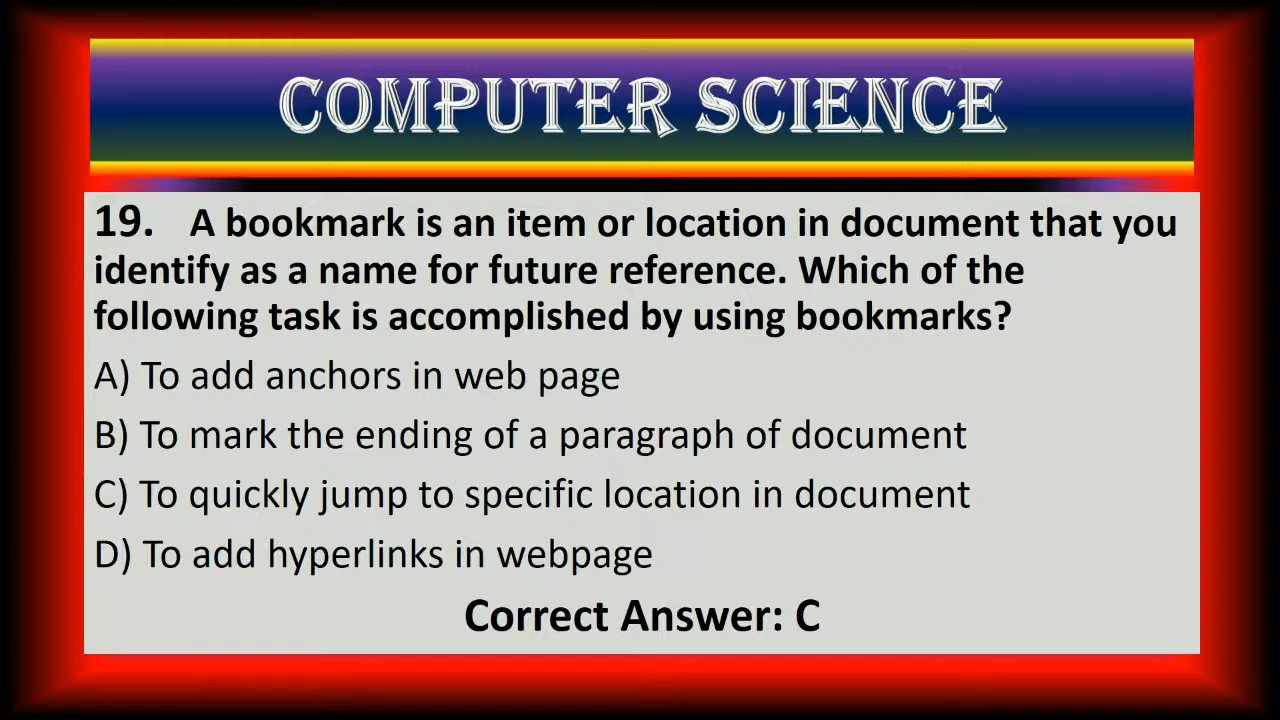 COMPUTER SCIENCE
19. A bookmark is an item or location in document that you
identify as a name for future reference. Which of the
following task is accomplished by using bookmarks?
A) To add anchors in web page
B) To mark the ending of a paragraph of document
C) To quickly jump to specific location in document
D) To add hyperlinks in webpage
Correct Answer: C